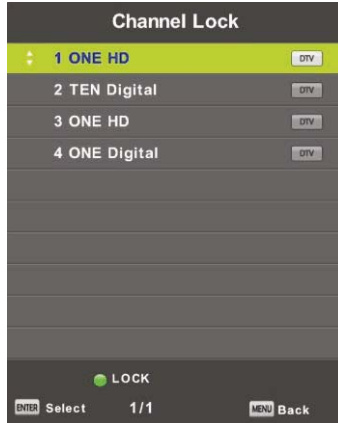 Channel Lock
1 ONE HD DTV
2 TEN Digital DTV
3 ONE HD DTV
4 ONE Digital DTV
LOCK
ENTER Select 1/1 MENU Back